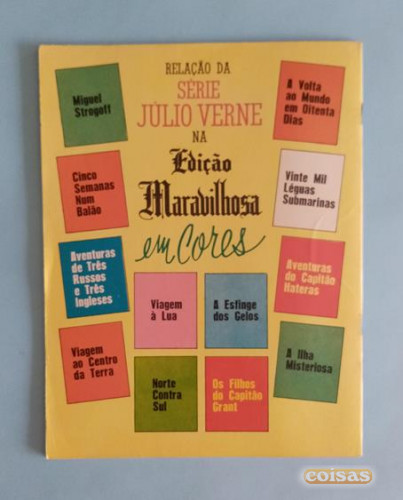 RELAÇÃO DA
SÉRIE
JÚLIO VERNE
NA
Edição
Maravilhosa
em cores
Miguel
Strogoff
A Volta
ao Mundo
em Oitenta
Dias
Cinco
Semanas
Num
Balão
Vinte Mil
Léguas
Submarinas
Aventuras
de Três
Russos
e Três
Ingleses
Aventuras
do Capitão
Hateras
Viagem
à Lua
A Esfinge
dos Gelos
Viagem
ao Centro
da Terra
A Ilha
Misteriosa
Norte
Contra
Sul
Os Filhos
do Capitão
Grant
coisas